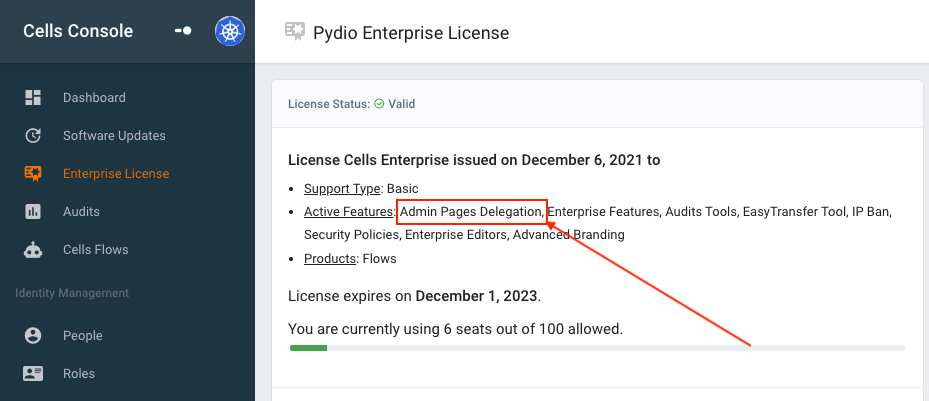 Cells Console
Pydio Enterprise License
Dashboard
Software Updates
Enterprise License
Audits
Cells Flows
Identity Management
People
Roles
License Status: Valid
License Cells Enterprise issued on December 6, 2021 to
Support Type: Basic
Active Features: Admin Pages Delegation, Enterprise Features, Audits Tools, EasyTransfer Tool, IP Ban,
Security Policies, Enterprise Editors, Advanced Branding
Products: Flows
License expires on December 1, 2023.
You are currently using 6 seats out of 100 allowed.